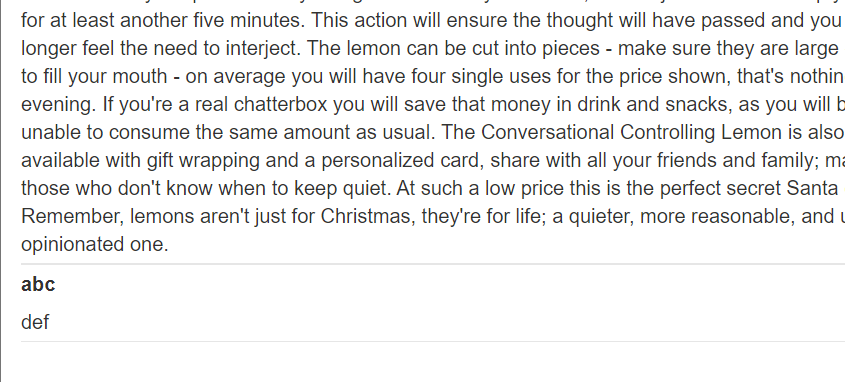 for at least another five minutes. This action will ensure the thought will have passed and you
longer feel the need to interject. The lemon can be cut into pieces - make sure they are large
to fill your mouth - on average you will have four single uses for the price shown, that's nothin
evening. If you're a real chatterbox you will save that money in drink and snacks, as you will b
unable to consume the same amount as usual. The Conversational Controlling Lemon is also
available with gift wrapping and a personalized card, share with all your friends and family; ma
those who don't know when to keep quiet. At such a low price this is the perfect secret Santa
Remember, lemons aren't just for Christmas, they're for life; a quieter, more reasonable, and
opinionated one.
abc
def